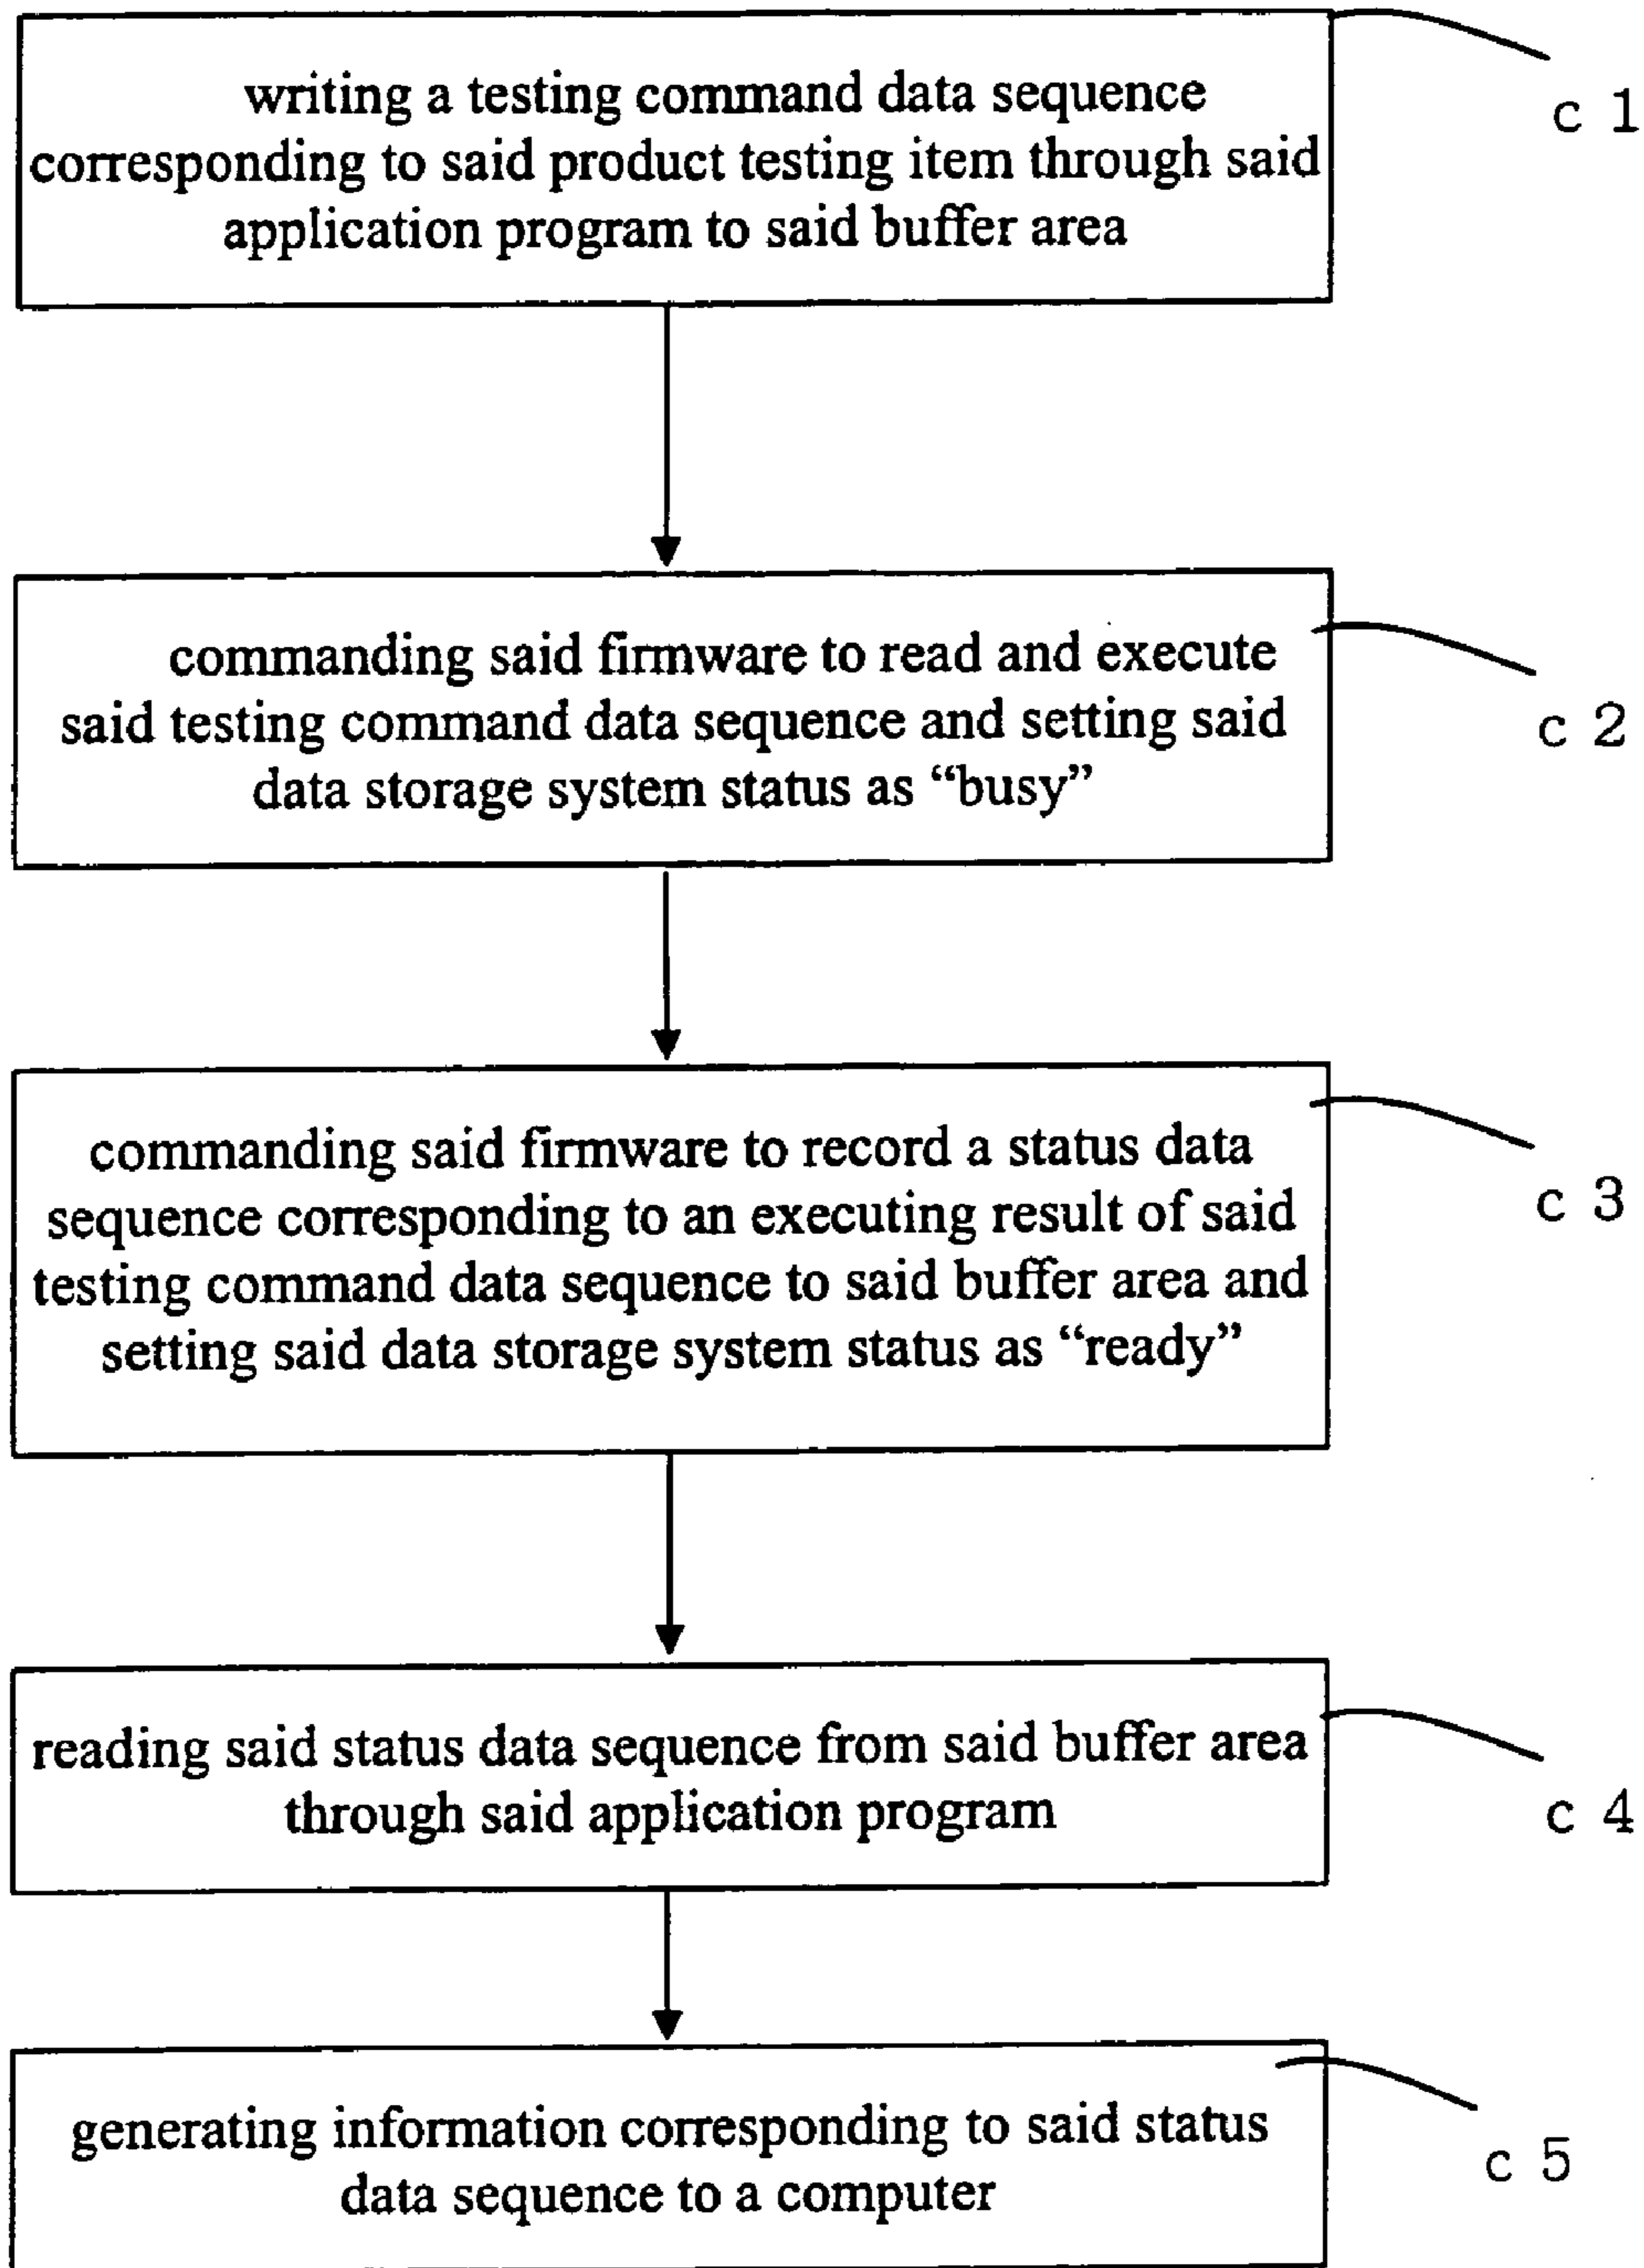 writing a testing command data sequence
corresponding to said product testing item through said
application program to said buffer area
c 1
commanding said firmware to read and execute
said testing command data sequence and setting said
data storage system status as “busy”
c 2
commanding said firmware to record a status data
sequence corresponding to an executing result of said
testing command data sequence to said buffer area and
setting said data storage system status as “ready”
c 3
reading said status data sequence from said buffer area
through said application program
c 4
generating information corresponding to said status
data sequence to a computer
c 5